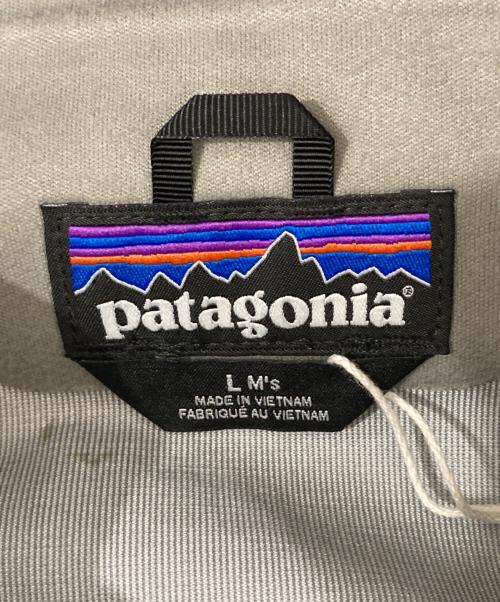 patagonia®
L M's
MADE IN VIETNAM
FABRIQUÉ AU VIETNAM